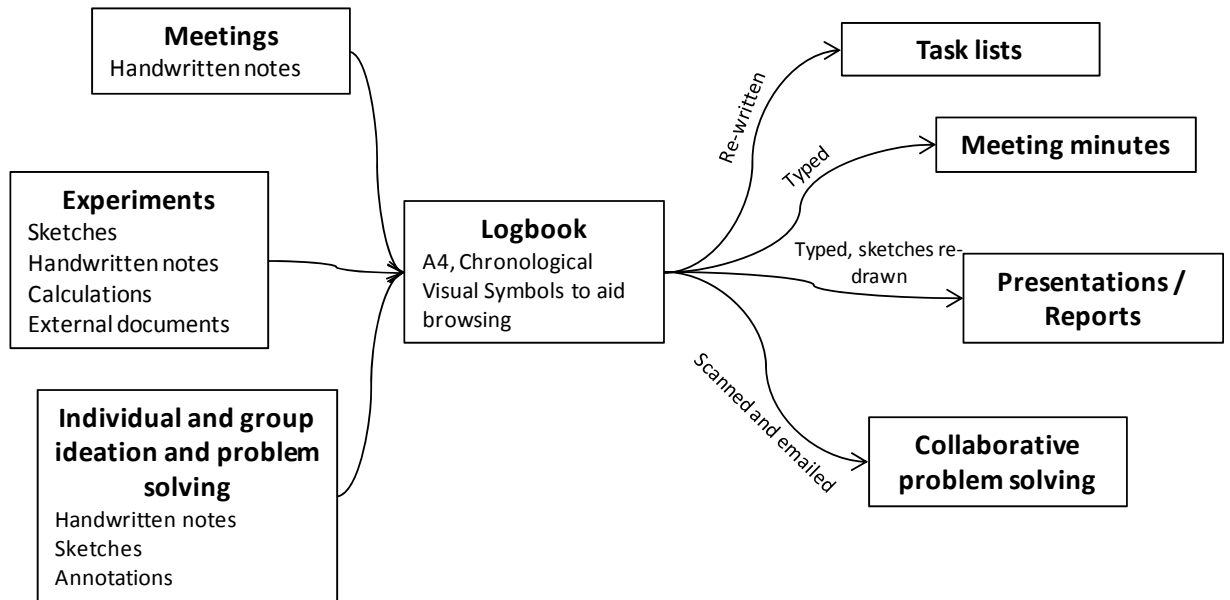 Meetings
Handwritten notes
Experiments
Sketches
Handwritten notes
Calculations
External documents
Individual and group
ideation and problem
solving
Handwritten notes
Sketches
Annotations
Logbook
A4, Chronological
Visual Symbols to aid
browsing
Re-written
Task lists
Typed
Meeting minutes
Typed, sketches re-
drawn
Presentations /
Reports
Scanned and emailed
Collaborative
problem solving